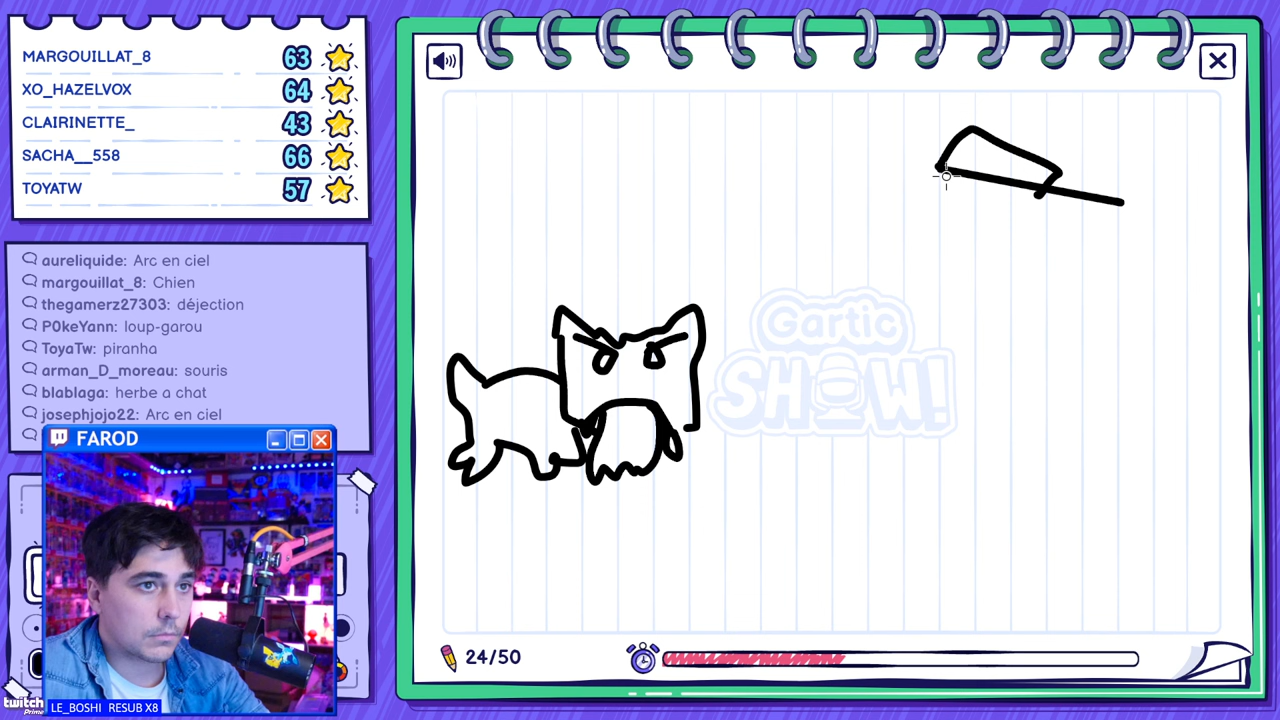 MARGOUILLAT_8 63
XO_HAZELVOX 64
CLAIRINETTE_ 43
SACHA__558 66
TOYATW 57
aureliquide: Arc en ciel
margouillat_8: Chien
thegamerz27303: déjection
P0keYann: loup-garou
ToyaTw: piranha
arman_D_moreau: souris
blablaga: herbe a chat
josephjojo22: Arc en ciel
FAROD
Gartic
SHOW!
24/50
twitch
Prime
LE_BOSHI RESUB X8